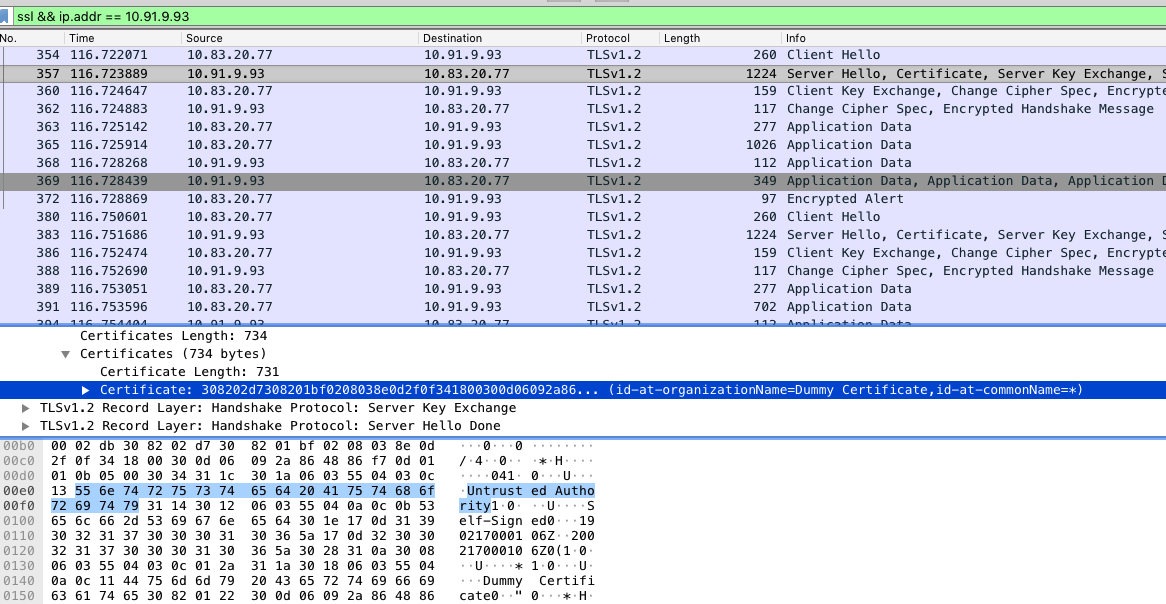 ssl && ip.addr == 10.91.9.93
No. Time Source Destination Protocol Length Info
354 116.722071 10.83.20.77 10.91.9.93 TLSv1.2 260 Client Hello
357 116.723889 10.91.9.93 10.83.20.77 TLSv1.2 1224 Server Hello, Certificate, Server Key Exchange, S
360 116.724647 10.83.20.77 10.91.9.93 TLSv1.2 159 Client Key Exchange, Change Cipher Spec, Encrypte
362 116.724883 10.91.9.93 10.83.20.77 TLSv1.2 117 Change Cipher Spec, Encrypted Handshake Message
363 116.725142 10.83.20.77 10.91.9.93 TLSv1.2 277 Application Data
365 116.725914 10.83.20.77 10.91.9.93 TLSv1.2 1026 Application Data
368 116.728268 10.91.9.93 10.83.20.77 TLSv1.2 112 Application Data
369 116.728439 10.91.9.93 10.83.20.77 TLSv1.2 349 Application Data, Application Data, Application D
372 116.728869 10.83.20.77 10.91.9.93 TLSv1.2 97 Encrypted Alert
380 116.750601 10.83.20.77 10.91.9.93 TLSv1.2 260 Client Hello
383 116.751686 10.91.9.93 10.83.20.77 TLSv1.2 1224 Server Hello, Certificate, Server Key Exchange, S
386 116.752474 10.83.20.77 10.91.9.93 TLSv1.2 159 Client Key Exchange, Change Cipher Spec, Encrypte
388 116.752690 10.91.9.93 10.83.20.77 TLSv1.2 117 Change Cipher Spec, Encrypted Handshake Message
389 116.753051 10.83.20.77 10.91.9.93 TLSv1.2 277 Application Data
391 116.753596 10.83.20.77 10.91.9.93 TLSv1.2 702 Application Data
394 116.754404 10.91.9.93 10.83.20.77 TLSv1.2 112 Application Data
Certificates Length: 734
Certificates (734 bytes)
Certificate Length: 731
Certificate: 308202d7308201bf0208038e0d2f0f341800300d06092a86... (id-at-organizationName=Dummy Certificate,id-at-commonName=*)
TLSv1.2 Record Layer: Handshake Protocol: Server Key Exchange
TLSv1.2 Record Layer: Handshake Protocol: Server Hello Done
00b0 00 02 db 30 82 02 d7 30 82 01 bf 02 08 03 8e 0d ···0···0 ········
00c0 2f 0f 34 18 00 30 0d 06 09 2a 86 48 86 f7 0d 01 /·4··0·· ·*·H····
00d0 01 0b 05 00 30 34 31 1c 30 1a 06 03 55 04 03 0c ····041· 0···U···
00e0 13 55 6e 74 72 75 73 74 65 64 20 41 75 74 68 6f ·Untrust ed Autho
00f0 72 69 74 79 31 14 30 12 06 03 55 04 0a 0c 0b 53 rity1·0· ··U····S
0100 65 6c 66 2d 53 69 67 6e 65 64 30 1e 17 0d 31 39 elf-Sign ed0···19
0110 30 32 31 37 30 30 30 31 30 36 5a 17 0d 32 30 30 02170001 06Z··200
0120 32 31 37 30 30 30 31 30 36 5a 30 28 31 0a 30 08 21700010 6Z0(1·0·
0130 06 03 55 04 03 0c 01 2a 31 1a 30 18 06 03 55 04 ··U····* 1·0···U·
0140 0a 0c 11 44 75 6d 6d 79 20 43 65 72 74 69 66 69 ···Dummy Certifi
0150 63 61 74 65 30 82 01 22 30 0d 06 09 2a 86 48 86 cate0··" 0···*·H·